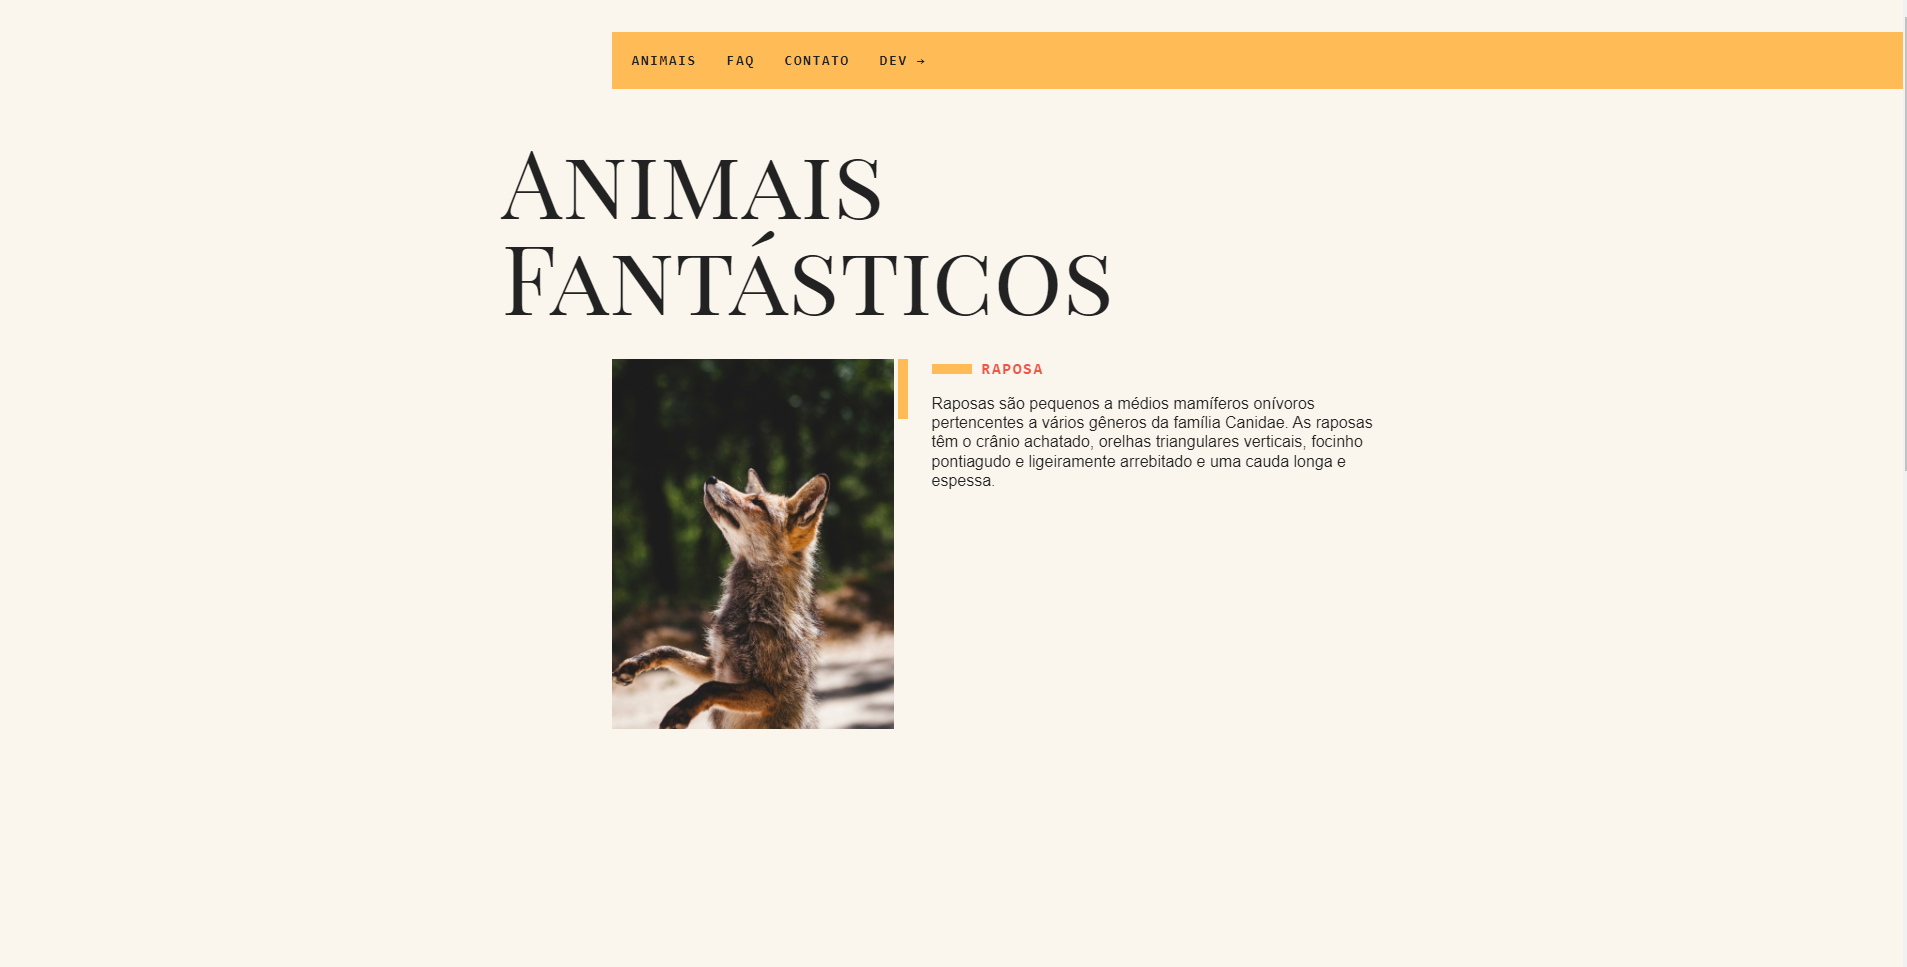 ANIMAIS FAQ CONTATO DEV →
ANIMAIS
FANTÁSTICOS
RAPOSA
Raposas são pequenos a médios mamíferos onívoros
pertencentes a vários gêneros da família Canidae. As raposas
têm o crânio achatado, orelhas triangulares verticais, focinho
pontiagudo e ligeiramente arrebitado e uma cauda longa e
espessa.